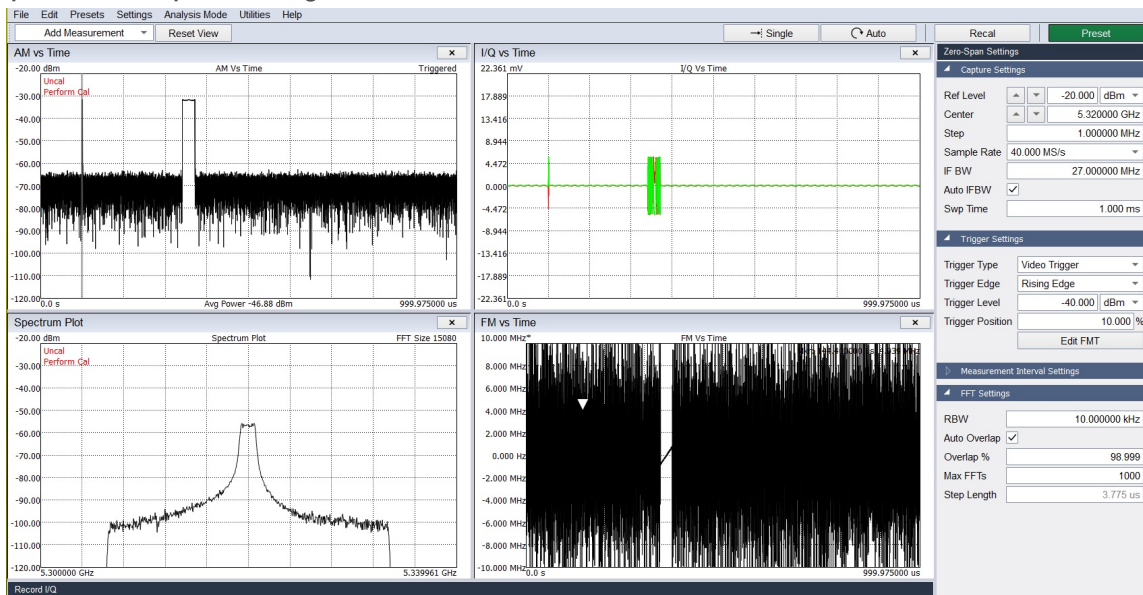 File Edit Presets Settings Analysis Mode Utilities Help
Add Measurement Reset View Single Auto Recal Preset
AM vs Time
-20.00 dBm AM Vs Time Triggered
Uncal
Perform Cal
-30.00
-40.00
-50.00
-60.00
-70.00
-80.00
-90.00
-100.00
-110.00
-120.00
0.0 s Avg Power -46.88 dBm 999.975000 us
I/Q vs Time
22.361 mV I/Q Vs Time
17.889
13.416
8.944
4.472
0.000
-4.472
-8.944
-13.416
-17.889
-22.361
0.0 s 999.975000 us
Spectrum Plot
-20.00 dBm Spectrum Plot FFT Size 15080
Uncal
Perform Cal
-30.00
-40.00
-50.00
-60.00
-70.00
-80.00
-90.00
-100.00
-110.00
-120.00
5.300000 GHz 5.339961 GHz
FM vs Time
10.000 MHz* FM Vs Time
8.000 MHz
6.000 MHz
4.000 MHz
2.000 MHz
0.000 Hz
-2.000 MHz
-4.000 MHz
-6.000 MHz
-8.000 MHz
-10.000 MHz
0.0 s 999.975000 us
Zero-Span Settings
Capture Settings
Ref Level -20.000 dBm
Center 5.320000 GHz
Step 1.000000 MHz
Sample Rate 40.000 MS/s
IF BW 27.000000 MHz
Auto IFBW
Swp Time 1.000 ms
Trigger Settings
Trigger Type Video Trigger
Trigger Edge Rising Edge
Trigger Level -40.000 dBm
Trigger Position 10.000 %
Edit FMT
Measurement Interval Settings
FFT Settings
RBW 10.000000 kHz
Auto Overlap
Overlap % 98.999
Max FFTs 1000
Step Length 3.775 us
Record I/Q